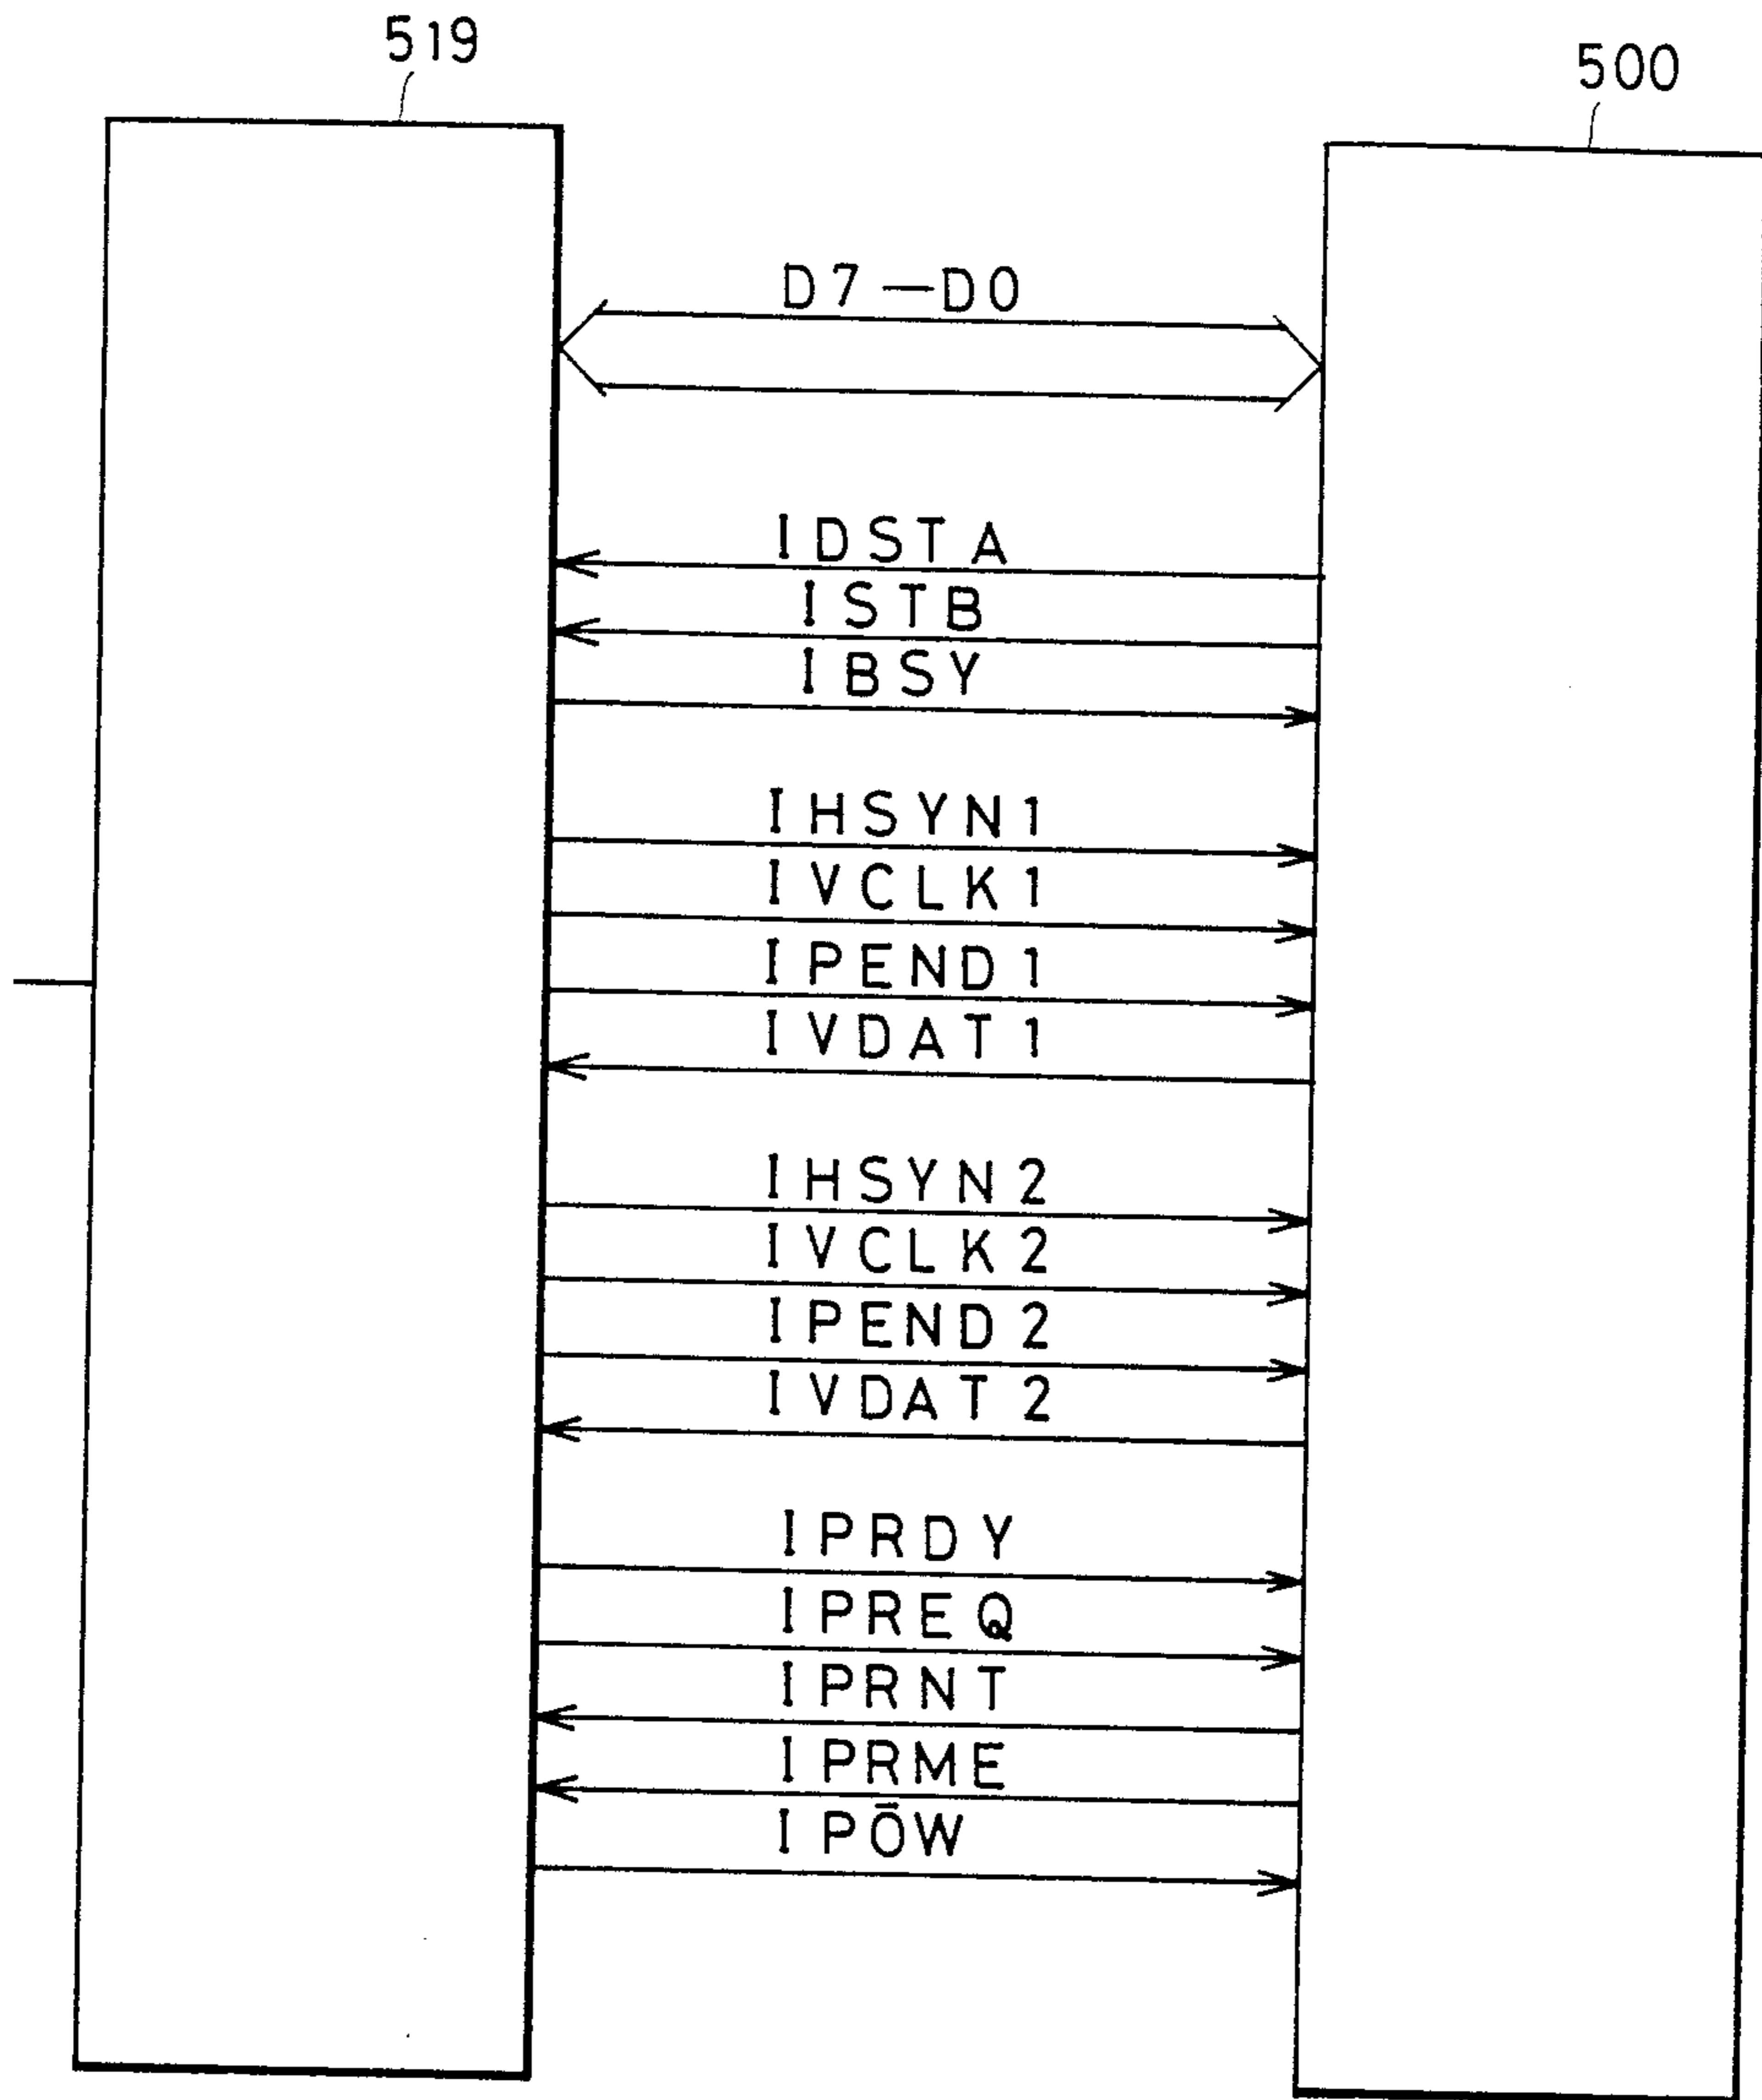 519
500
D7—D0
IDSTA
ISTB
IBSY
IHSYN1
IVCLK1
IPEND1
IVDAT1
IHSYN2
IVCLK2
IPEND2
IVDAT2
IPRDY
IPREQ
IPRNT
IPRME
IPŌW